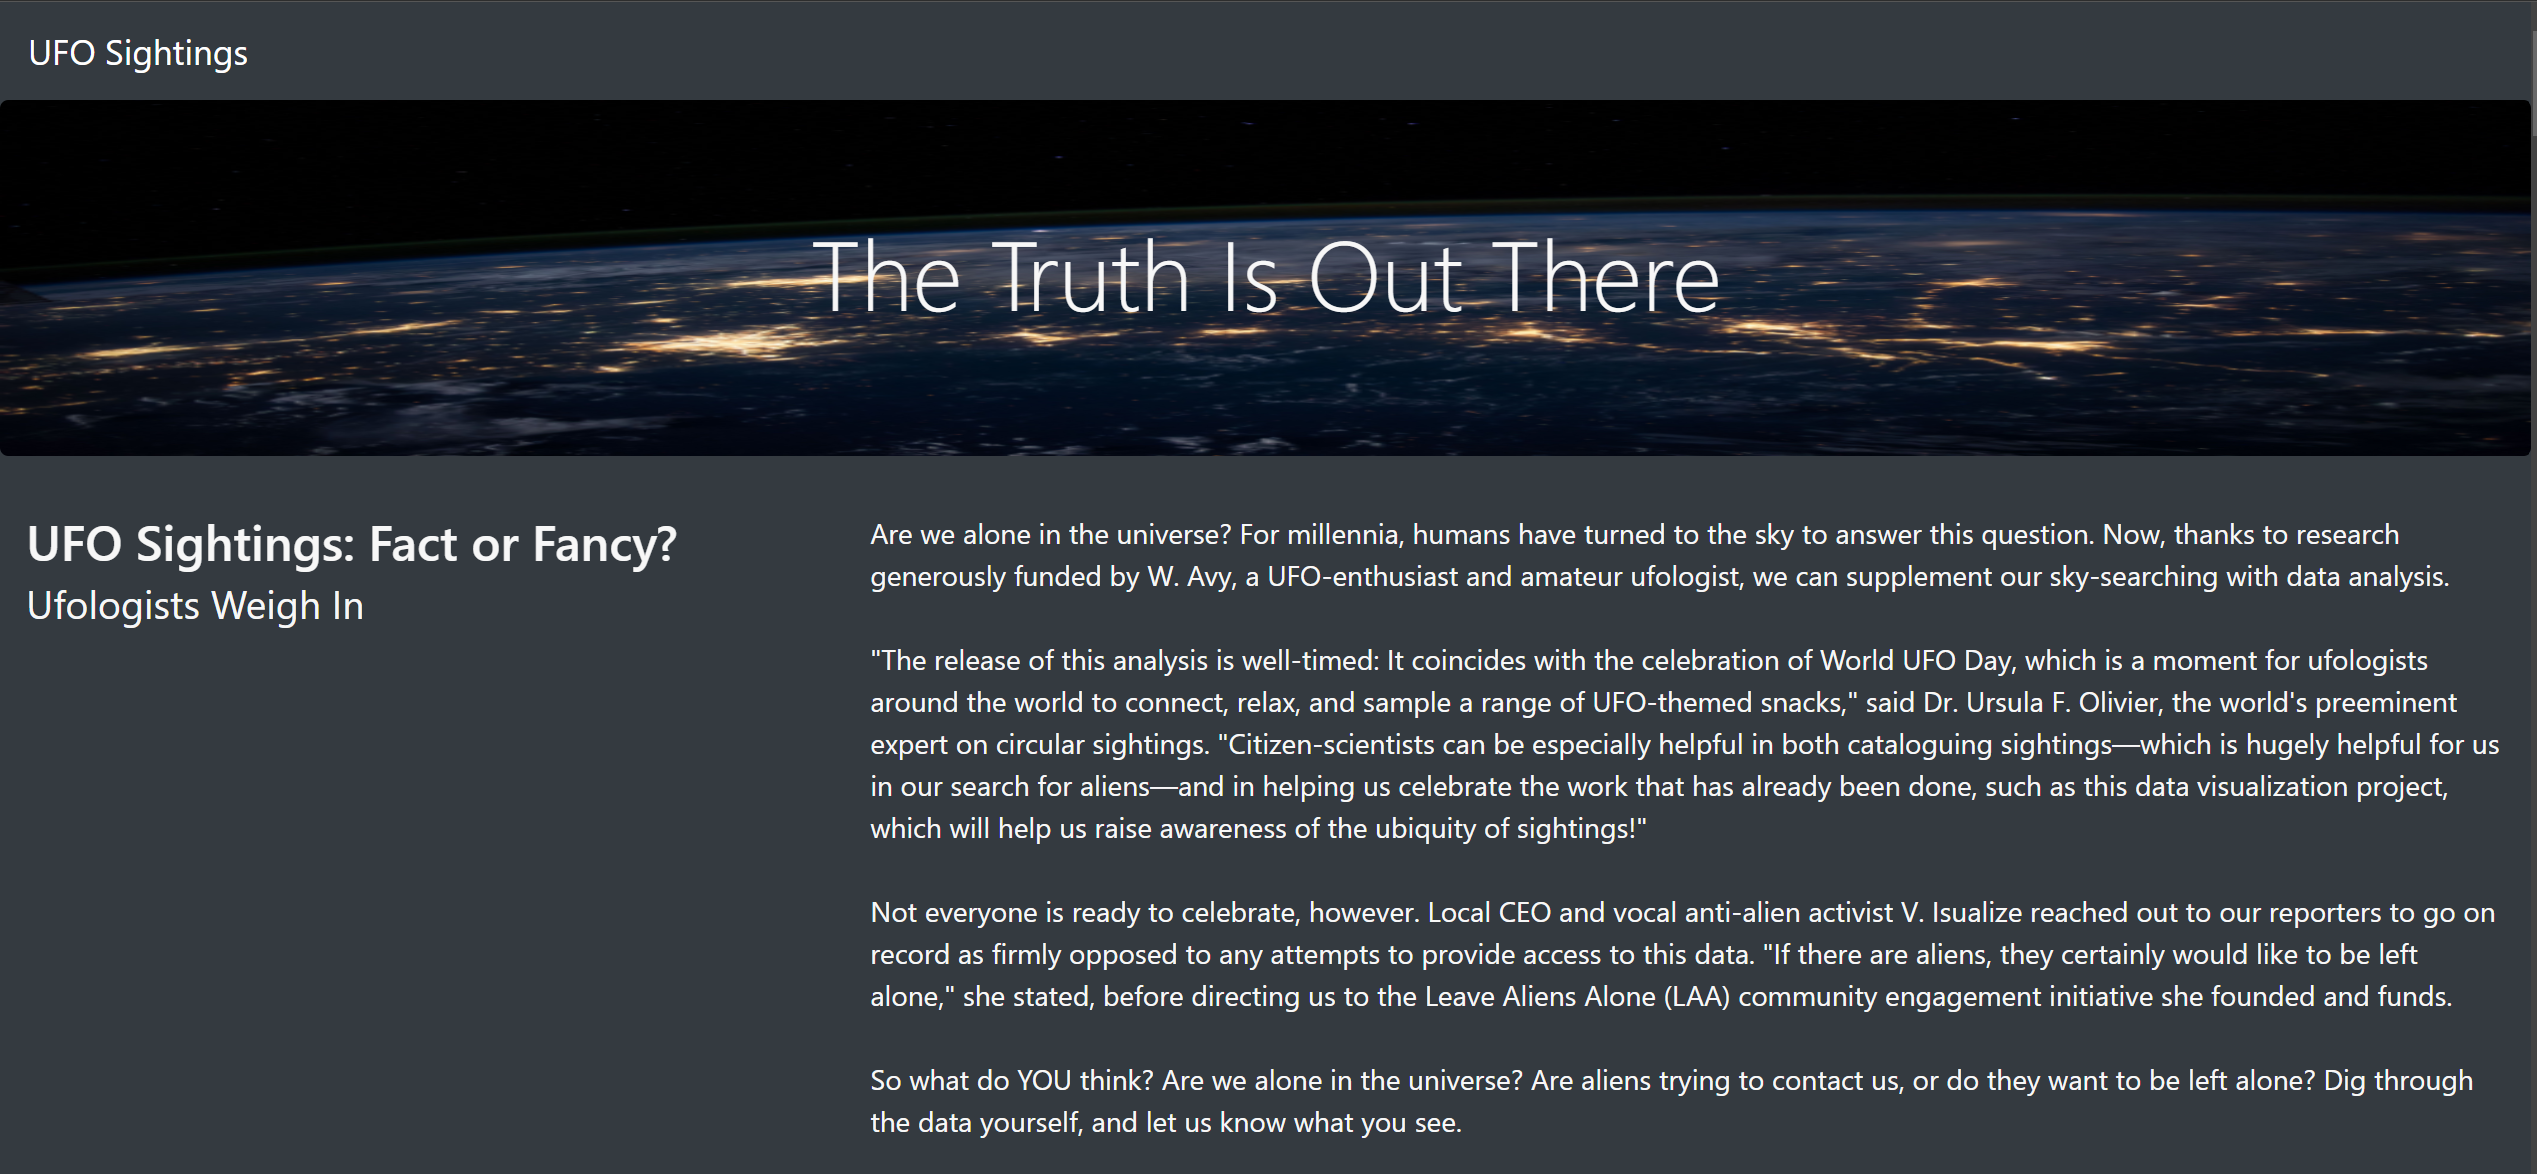 UFO Sightings
The Truth Is Out There
UFO Sightings: Fact or Fancy?
Ufologists Weigh In
Are we alone in the universe? For millennia, humans have turned to the sky to answer this question. Now, thanks to research
generously funded by W. Avy, a UFO-enthusiast and amateur ufologist, we can supplement our sky-searching with data analysis.
"The release of this analysis is well-timed: It coincides with the celebration of World UFO Day, which is a moment for ufologists
around the world to connect, relax, and sample a range of UFO-themed snacks," said Dr. Ursula F. Olivier, the world's preeminent
expert on circular sightings. "Citizen-scientists can be especially helpful in both cataloguing sightings—which is hugely helpful for us
in our search for aliens—and in helping us celebrate the work that has already been done, such as this data visualization project,
which will help us raise awareness of the ubiquity of sightings!"
Not everyone is ready to celebrate, however. Local CEO and vocal anti-alien activist V. Isualize reached out to our reporters to go on
record as firmly opposed to any attempts to provide access to this data. "If there are aliens, they certainly would like to be left
alone," she stated, before directing us to the Leave Aliens Alone (LAA) community engagement initiative she founded and funds.
So what do YOU think? Are we alone in the universe? Are aliens trying to contact us, or do they want to be left alone? Dig through
the data yourself, and let us know what you see.